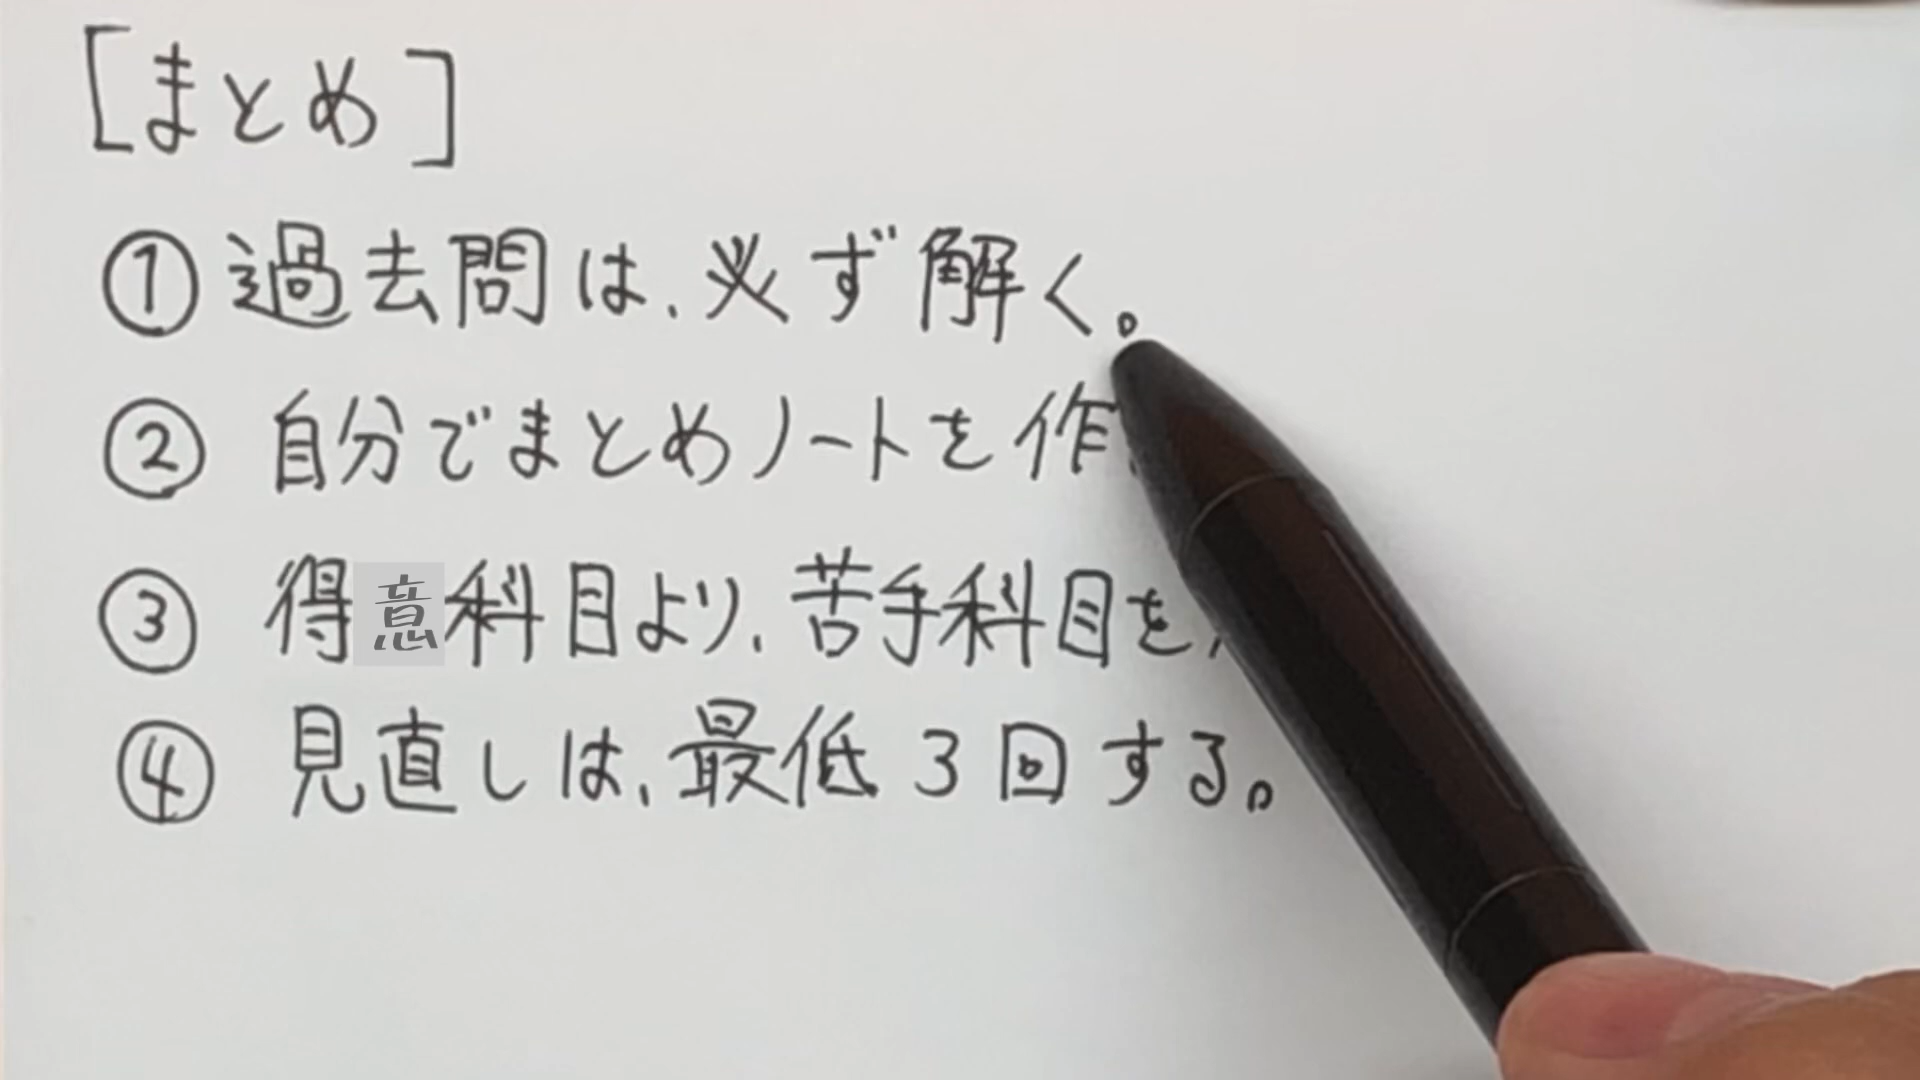 [まとめ]
①過去問は、必ず解く。
②自分でまとめノートを作
③得意科目より、苦手科目を
④見直しは、最低3回する。